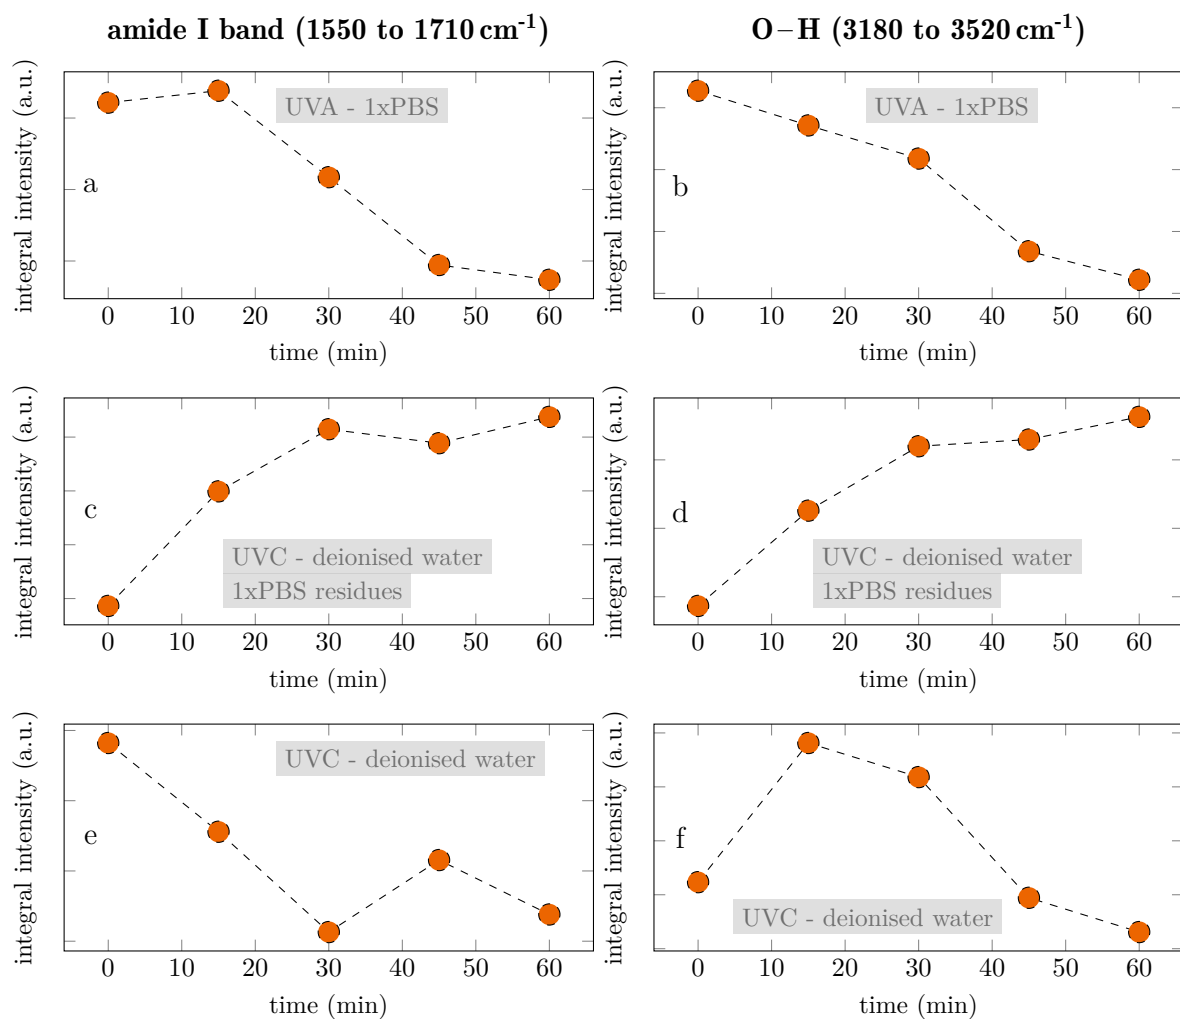 amide I band (1550 to 1710 cm⁻¹)
O–H (3180 to 3520 cm⁻¹)
integral intensity (a.u.)
a
UVA - 1xPBS
0 10 20 30 40 50 60
time (min)
integral intensity (a.u.)
b
UVA - 1xPBS
0 10 20 30 40 50 60
time (min)
integral intensity (a.u.)
c
UVC - deionised water
1xPBS residues
0 10 20 30 40 50 60
time (min)
integral intensity (a.u.)
d
UVC - deionised water
1xPBS residues
0 10 20 30 40 50 60
time (min)
integral intensity (a.u.)
e
UVC - deionised water
0 10 20 30 40 50 60
time (min)
integral intensity (a.u.)
f
UVC - deionised water
0 10 20 30 40 50 60
time (min)